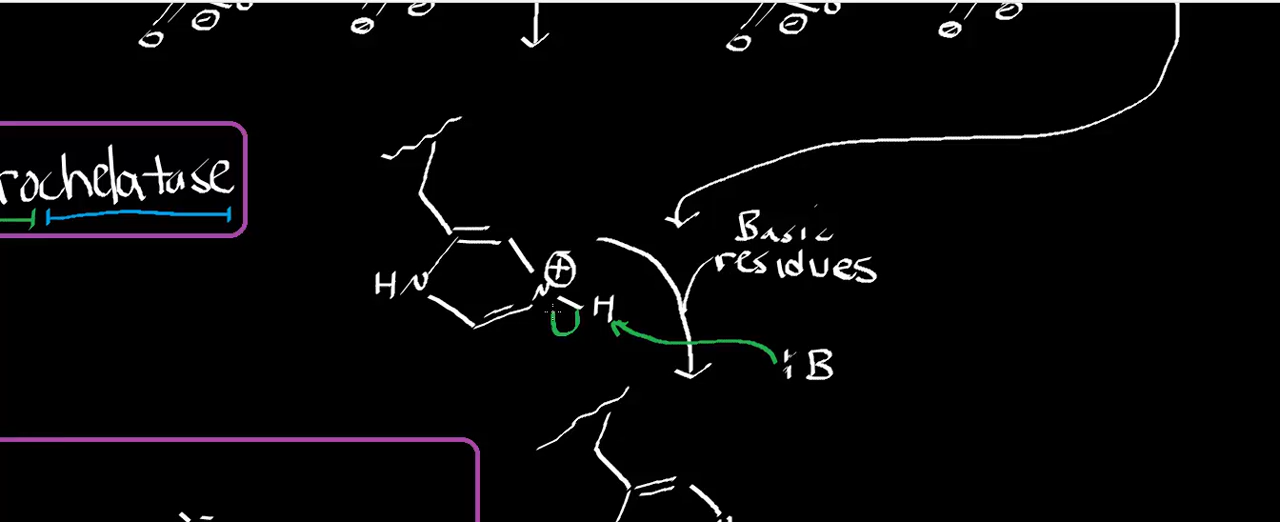 rochelatase
Basic
residues
⊕
HN
N
H
:B